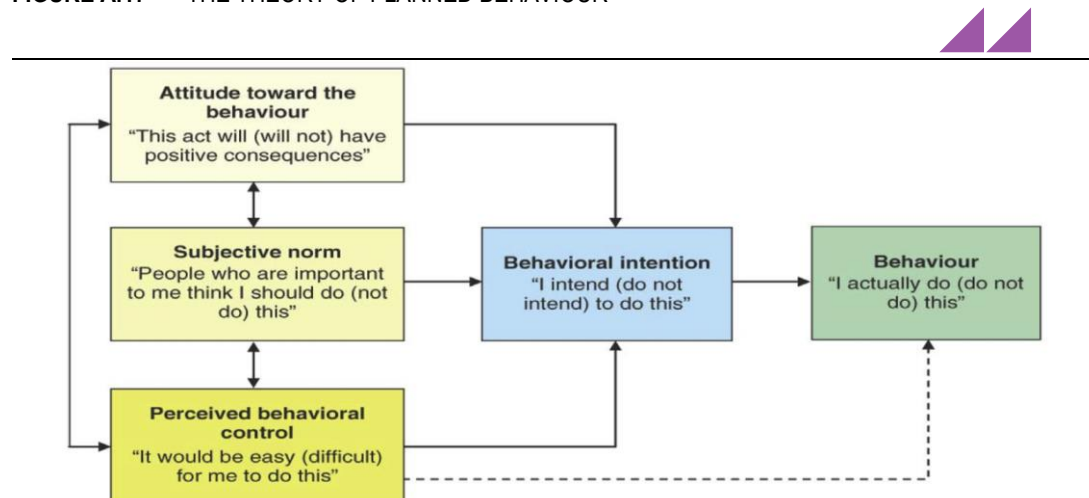 THE THEORY OF PLANNED BEHAVIOUR
Attitude toward the
behaviour
“This act will (will not) have
positive consequences”
Subjective norm
“People who are important
to me think I should do (not
do) this”
Behavioral intention
“I intend (do not
intend) to do this”
Behaviour
“I actually do (do not
do) this”
Perceived behavioral
control
“It would be easy (difficult)
for me to do this”